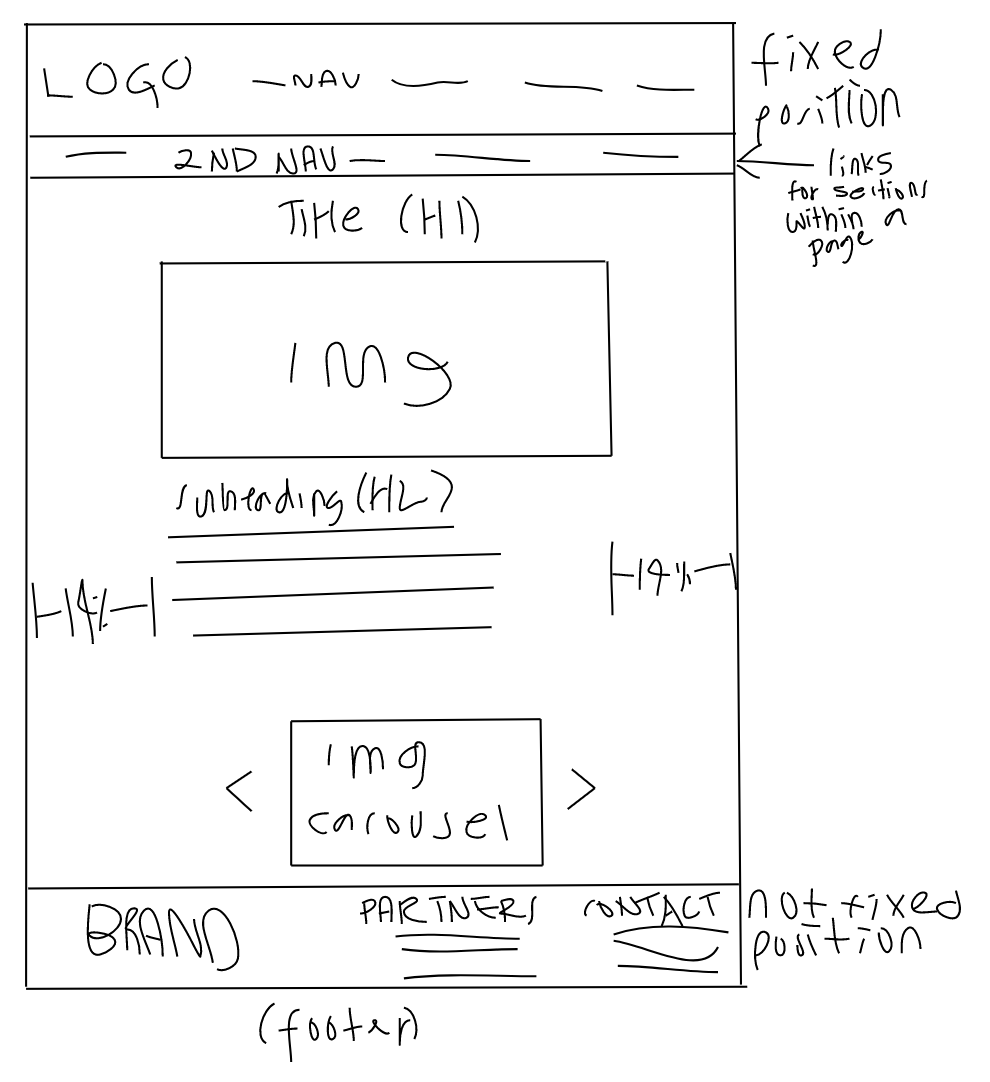 LOGO
NAV
fixed
position
2ND NAV
links
for sections
within a
page
Title (H1)
img
subheading (H2)
14%
14%
img
carousel
< >
BRAND
PARTNERS
CONTACT
not fixed
position
(footer)